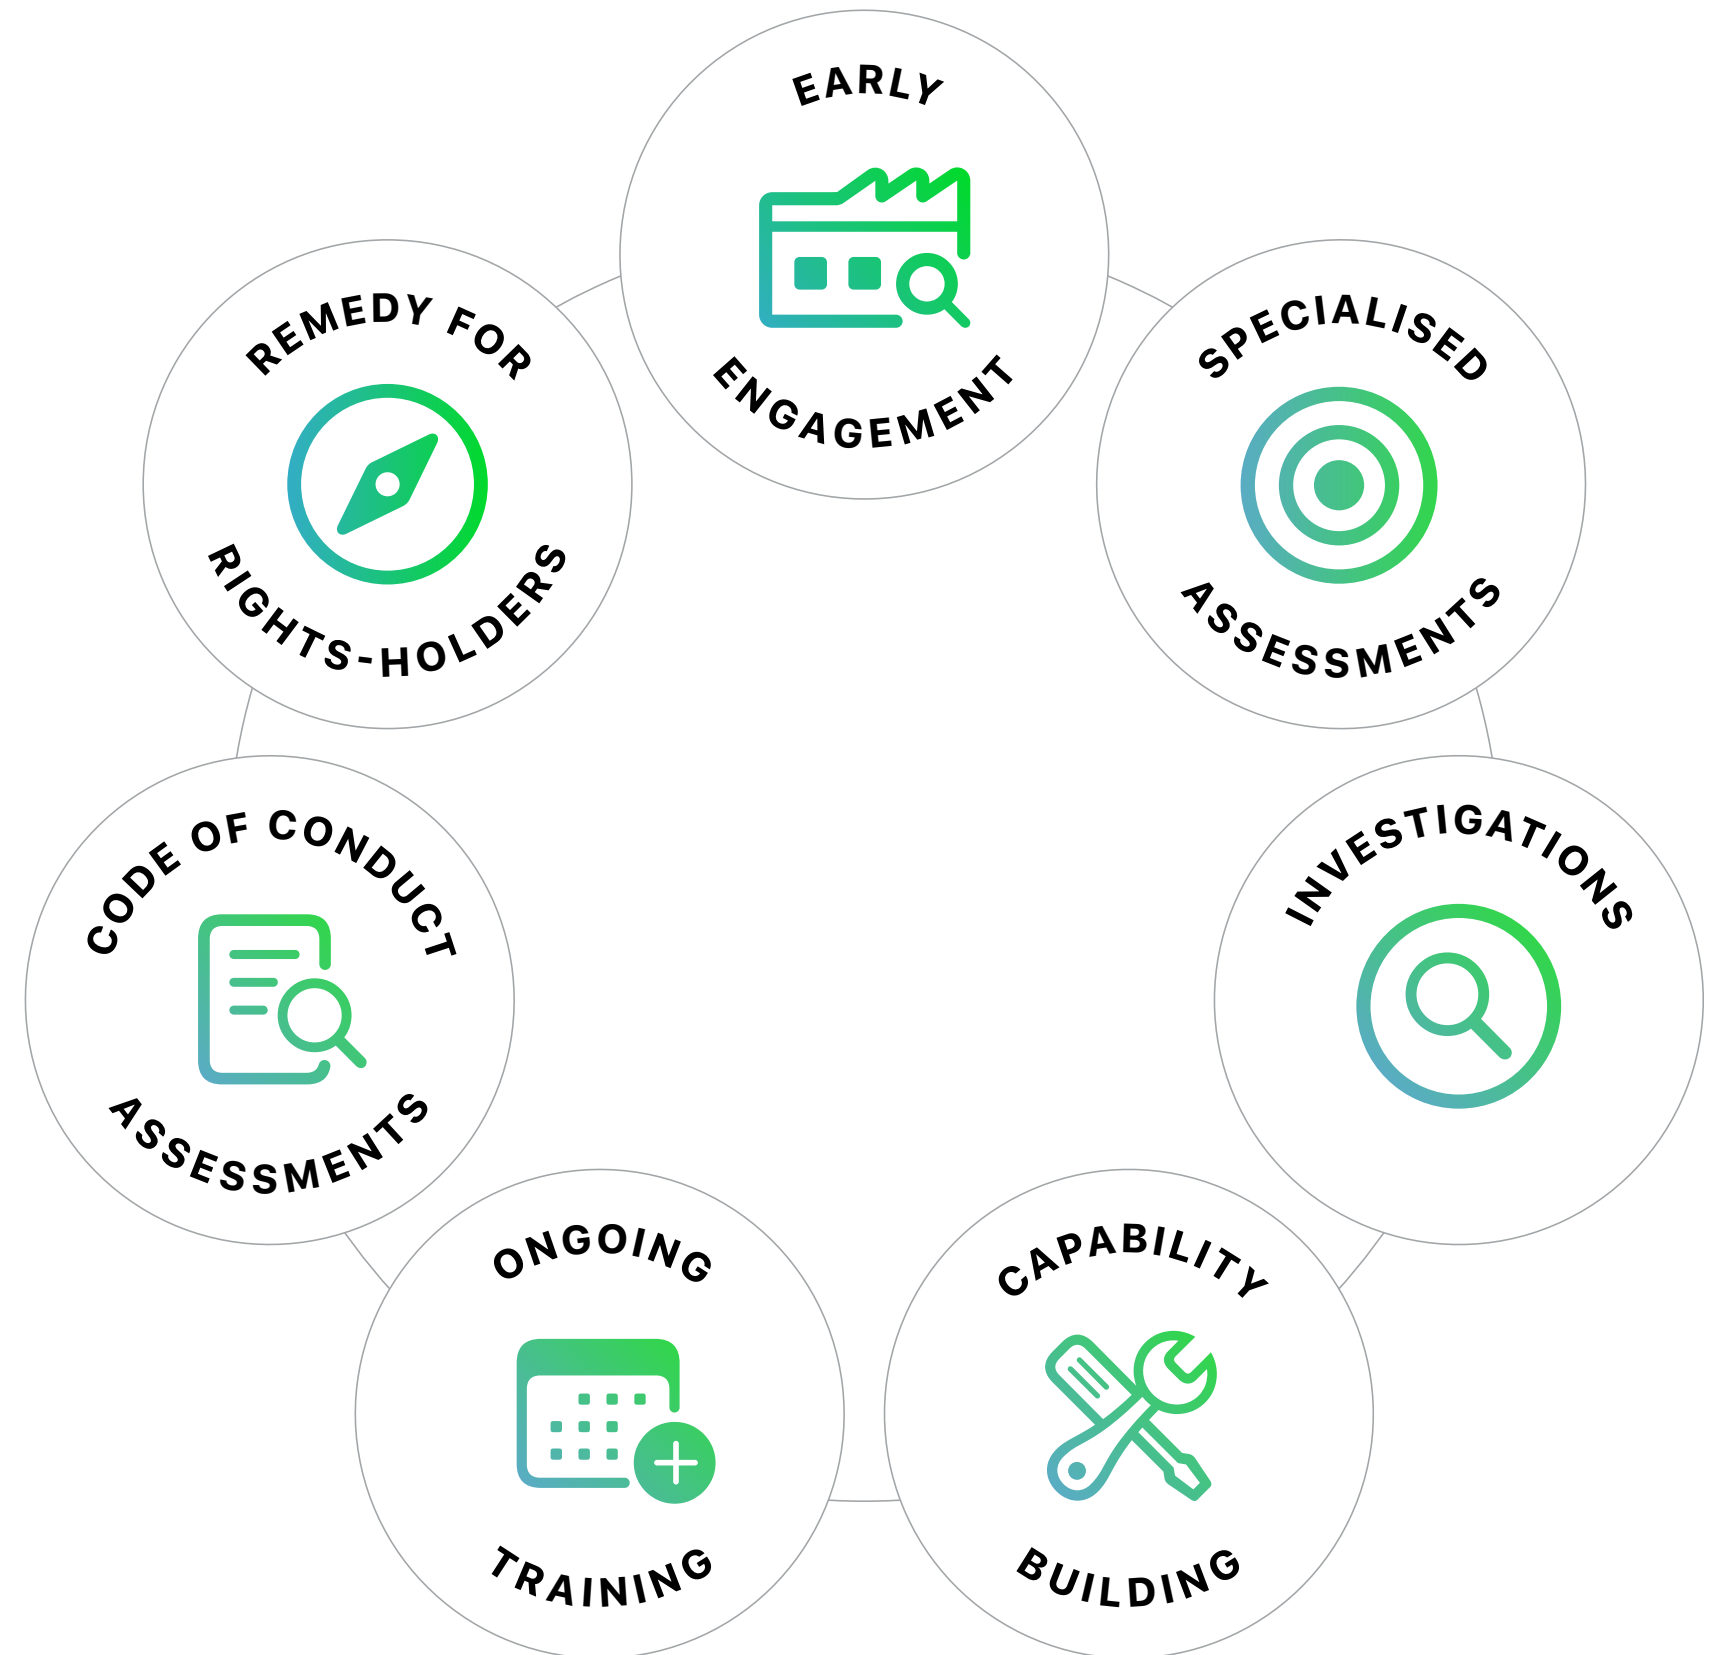 EARLY
ENGAGEMENT
SPECIALISED
ASSESSMENTS
INVESTIGATIONS
CAPABILITY
BUILDING
ONGOING
TRAINING
CODE OF CONDUCT
ASSESSMENTS
REMEDY FOR
RIGHTS-HOLDERS